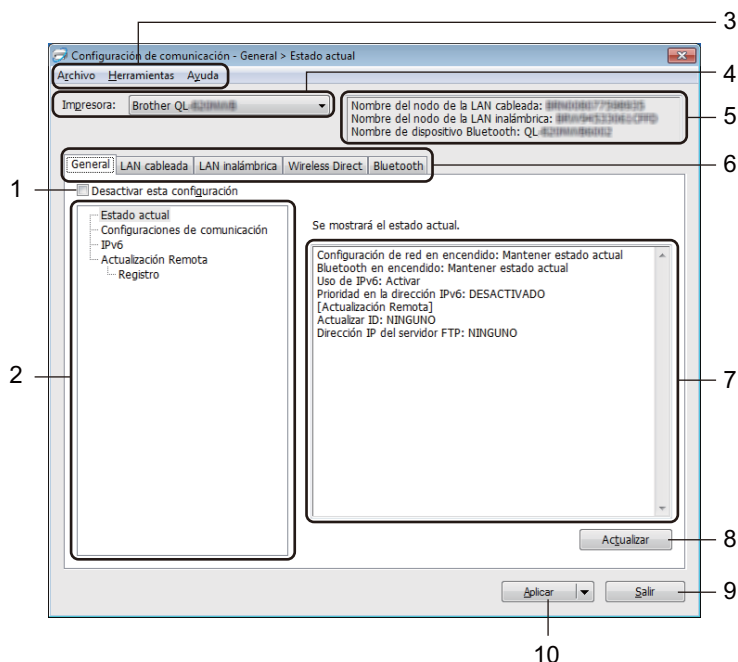 3
Configuración de comunicación - General > Estado actual
Archivo Herramientas Ayuda
4
Impresora: Brother QL-
Nombre del nodo de la LAN cableada:
Nombre del nodo de la LAN inalámbrica:
Nombre de dispositivo Bluetooth: QL-
5
General LAN cableada LAN inalámbrica Wireless Direct Bluetooth
6
1
Desactivar esta configuración
Estado actual
Configuraciones de comunicación
IPv6
Actualización Remota
Registro
2
Se mostrará el estado actual.
Configuración de red en encendido: Mantener estado actual
Bluetooth en encendido: Mantener estado actual
Uso de IPv6: Activar
Prioridad en la dirección IPv6: DESACTIVADO
[Actualización Remota]
Actualizar ID: NINGUNO
Dirección IP del servidor FTP: NINGUNO
7
Actualizar
8
Aplicar
Salir
9
10